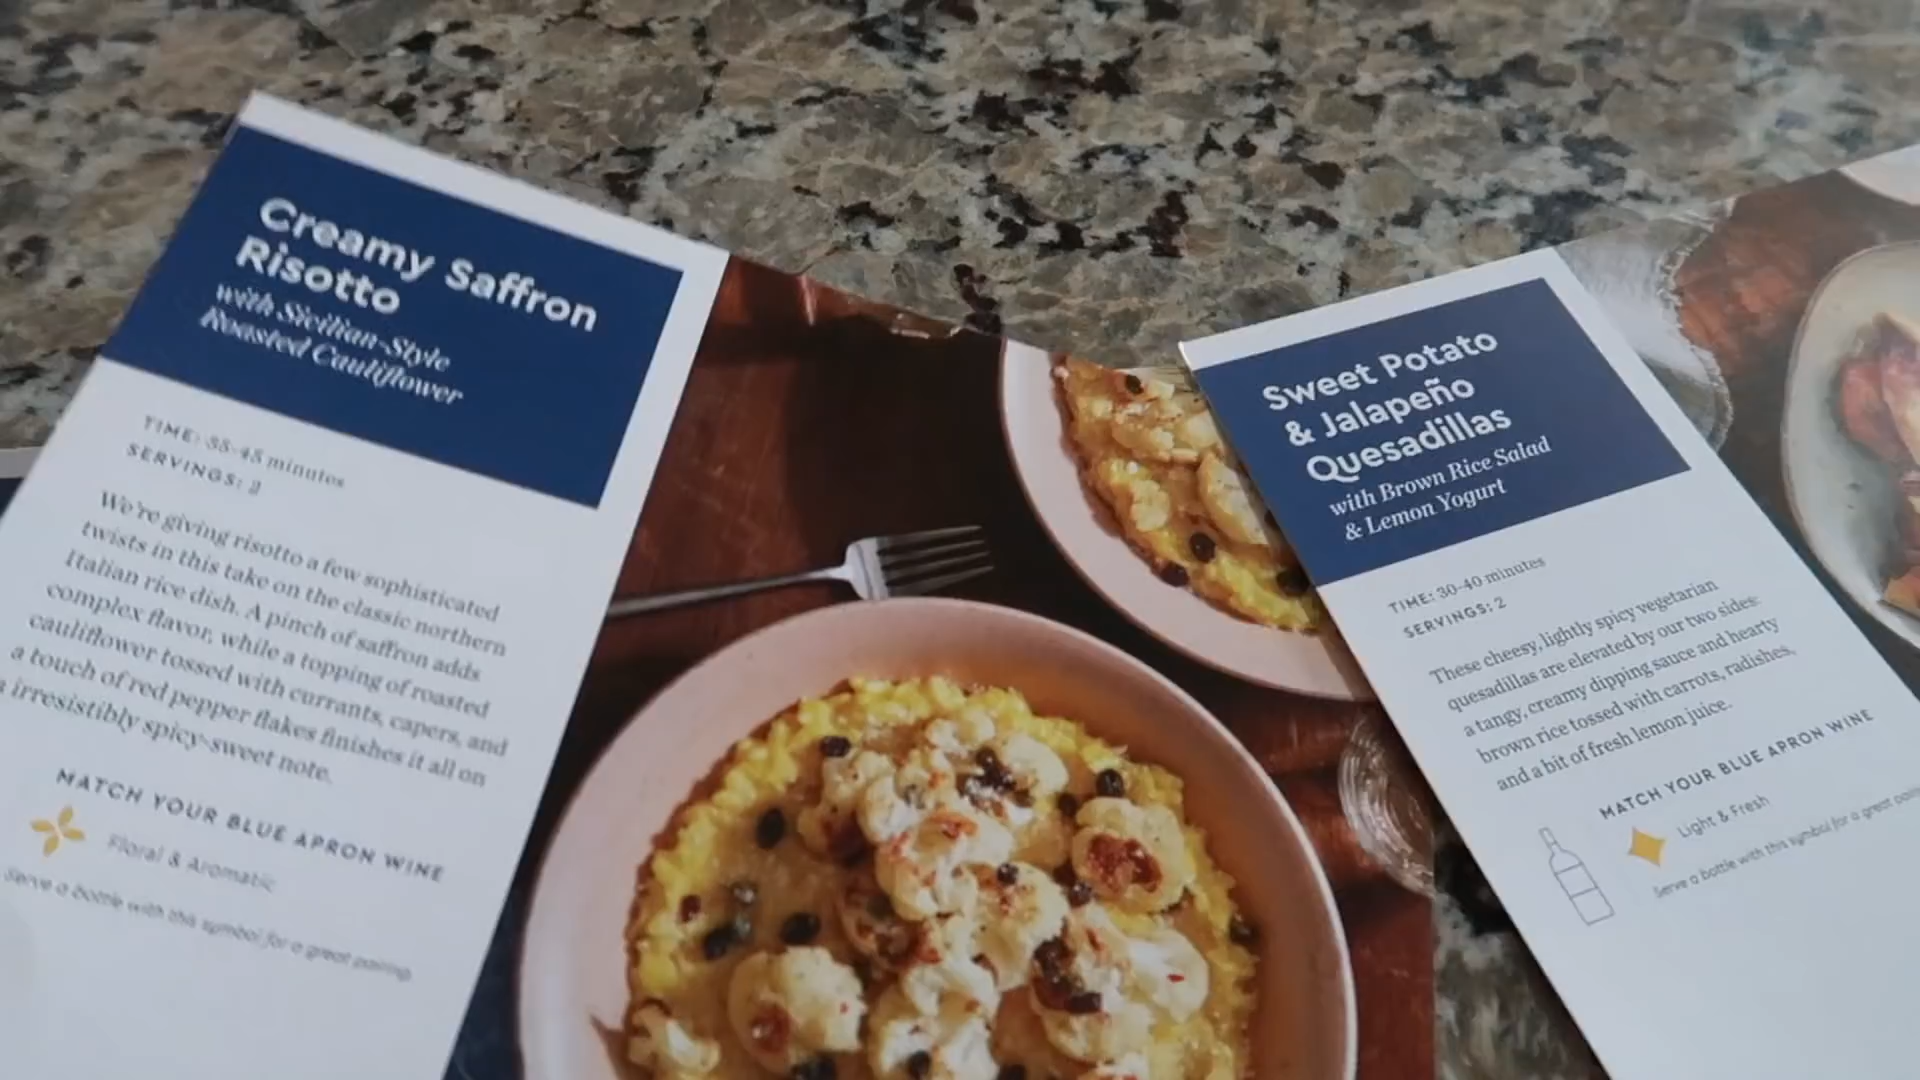 Creamy Saffron
Risotto
with Sicilian-Style
Roasted Cauliflower
TIME: 35-45 minutes
SERVINGS: 2
We're giving risotto a few sophisticated
twists in this take on the classic northern
Italian rice dish. A pinch of saffron adds
complex flavor, while a topping of roasted
cauliflower tossed with currants, capers, and
a touch of red pepper flakes finishes it all on
irresistibly spicy-sweet note.
MATCH YOUR BLUE APRON WINE
Floral & Aromatic
Serve a bottle with this symbol for a great pairing.
Sweet Potato
& Jalapeño
Quesadillas
with Brown Rice Salad
& Lemon Yogurt
TIME: 30-40 minutes
SERVINGS: 2
These cheesy, lightly spicy vegetarian
quesadillas are elevated by our two sides:
a tangy, creamy dipping sauce and hearty
brown rice tossed with carrots, radishes,
and a bit of fresh lemon juice.
MATCH YOUR BLUE APRON WINE
Light & Fresh
Serve a bottle with this symbol for a great